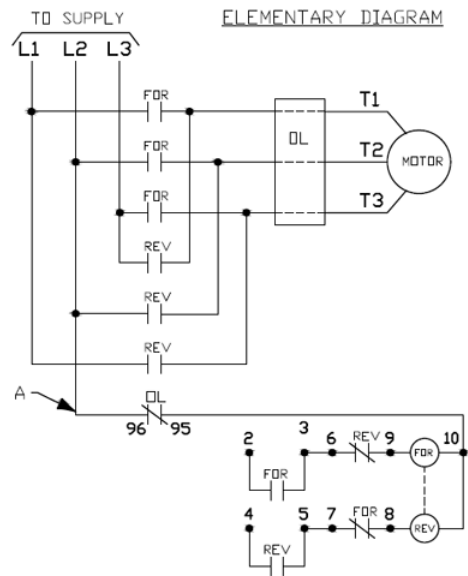 TO SUPPLY
ELEMENTARY DIAGRAM
L1 L2 L3
FOR
T1
OL
FOR
T2
MOTOR
FOR
T3
REV
REV
REV
A
OL
96 95
2 3 6 REV 9 FOR 10
FOR
4 5 7 FOR 8 REV
REV